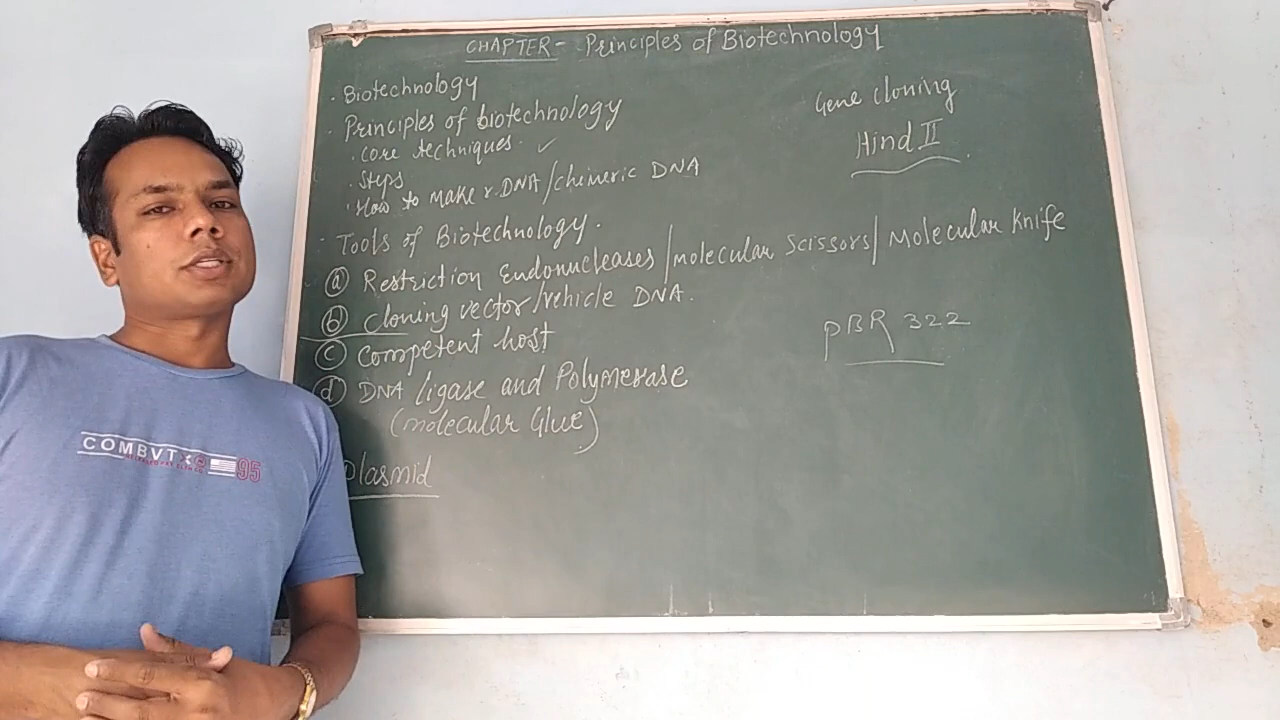 CHAPTER - Principles of Biotechnology
· Biotechnology
· Principles of biotechnology
· core techniques. ✓
· Steps
· How to make r.DNA/chimeric DNA
- Tools of Biotechnology.
ⓐ Restriction Endonucleases/molecular Scissors/Molecular Knife
ⓑ Cloning vector/vehicle DNA.
ⓒ Competent host
ⓓ DNA ligase and Polymerase
(molecular Glue)
Plasmid
Gene cloning
Hind II
pBR 322
COMBVTX
95